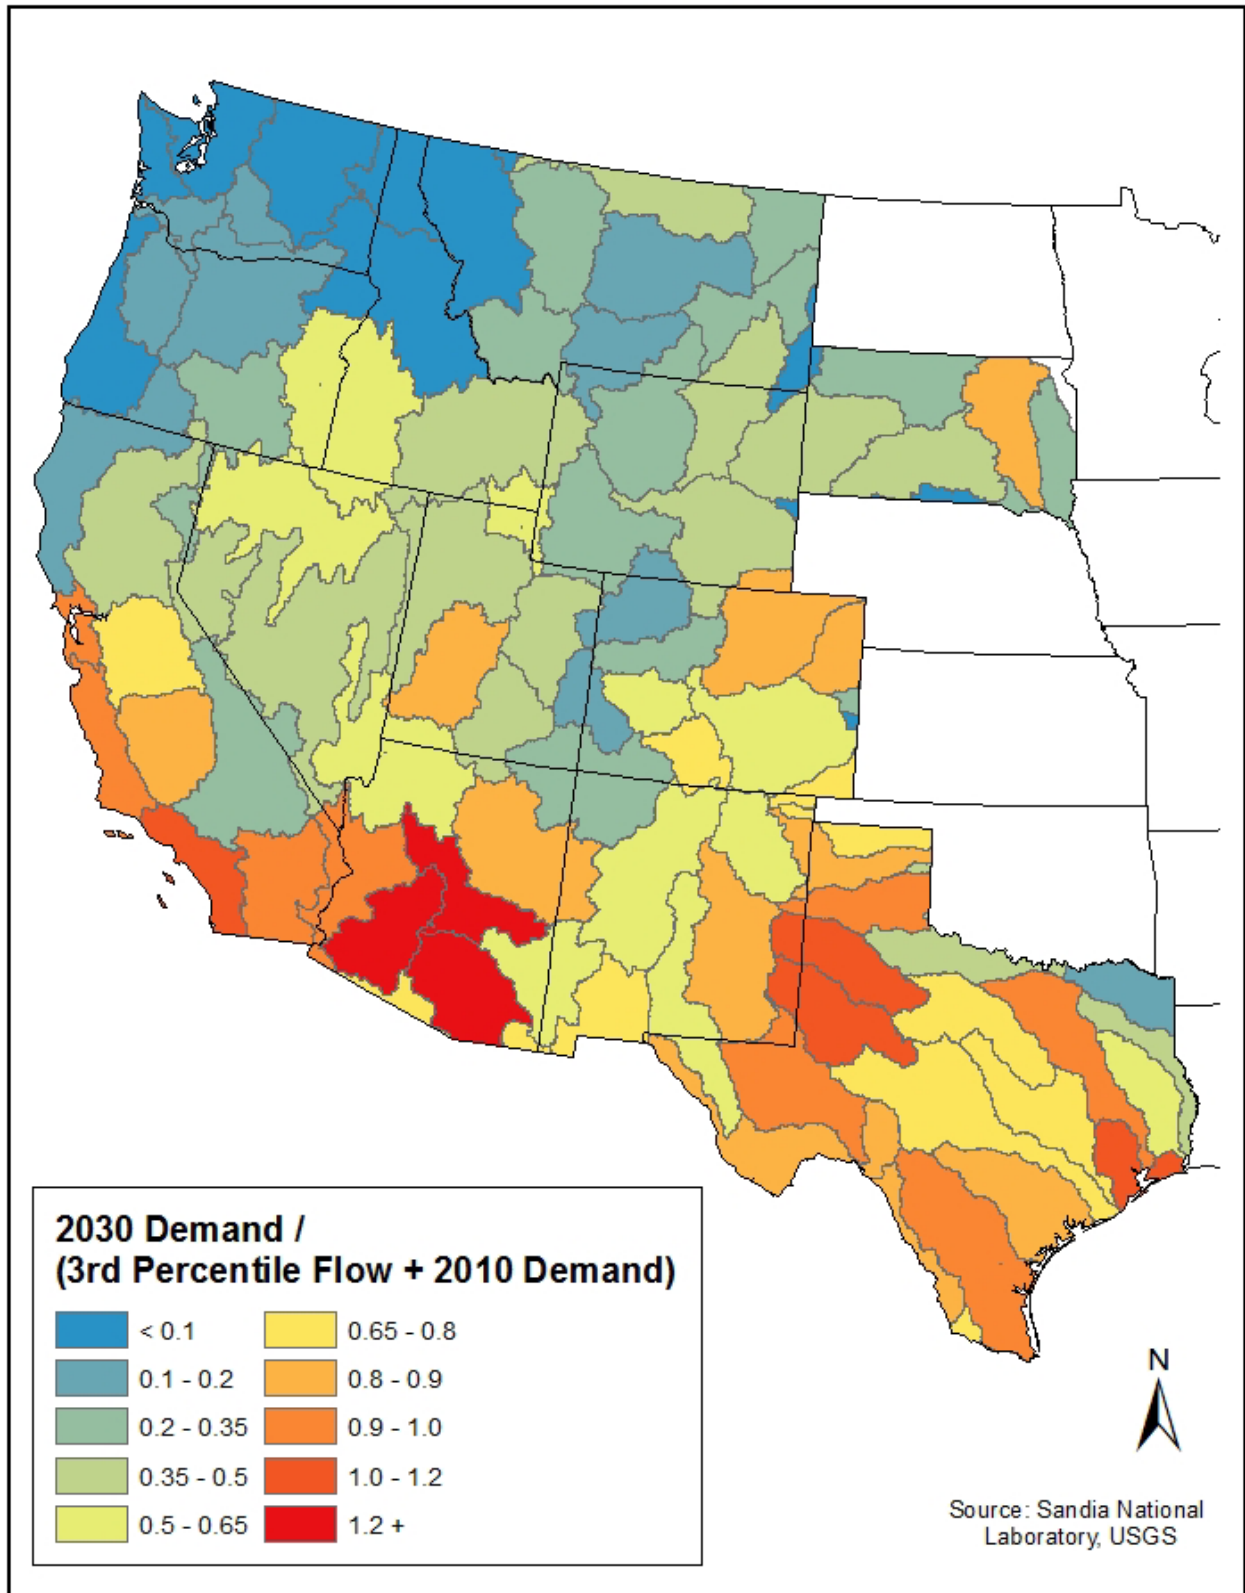 2030 Demand /
(3rd Percentile Flow + 2010 Demand)
< 0.1
0.1 - 0.2
0.2 - 0.35
0.35 - 0.5
0.5 - 0.65
0.65 - 0.8
0.8 - 0.9
0.9 - 1.0
1.0 - 1.2
1.2 +
N
Source: Sandia National
Laboratory, USGS